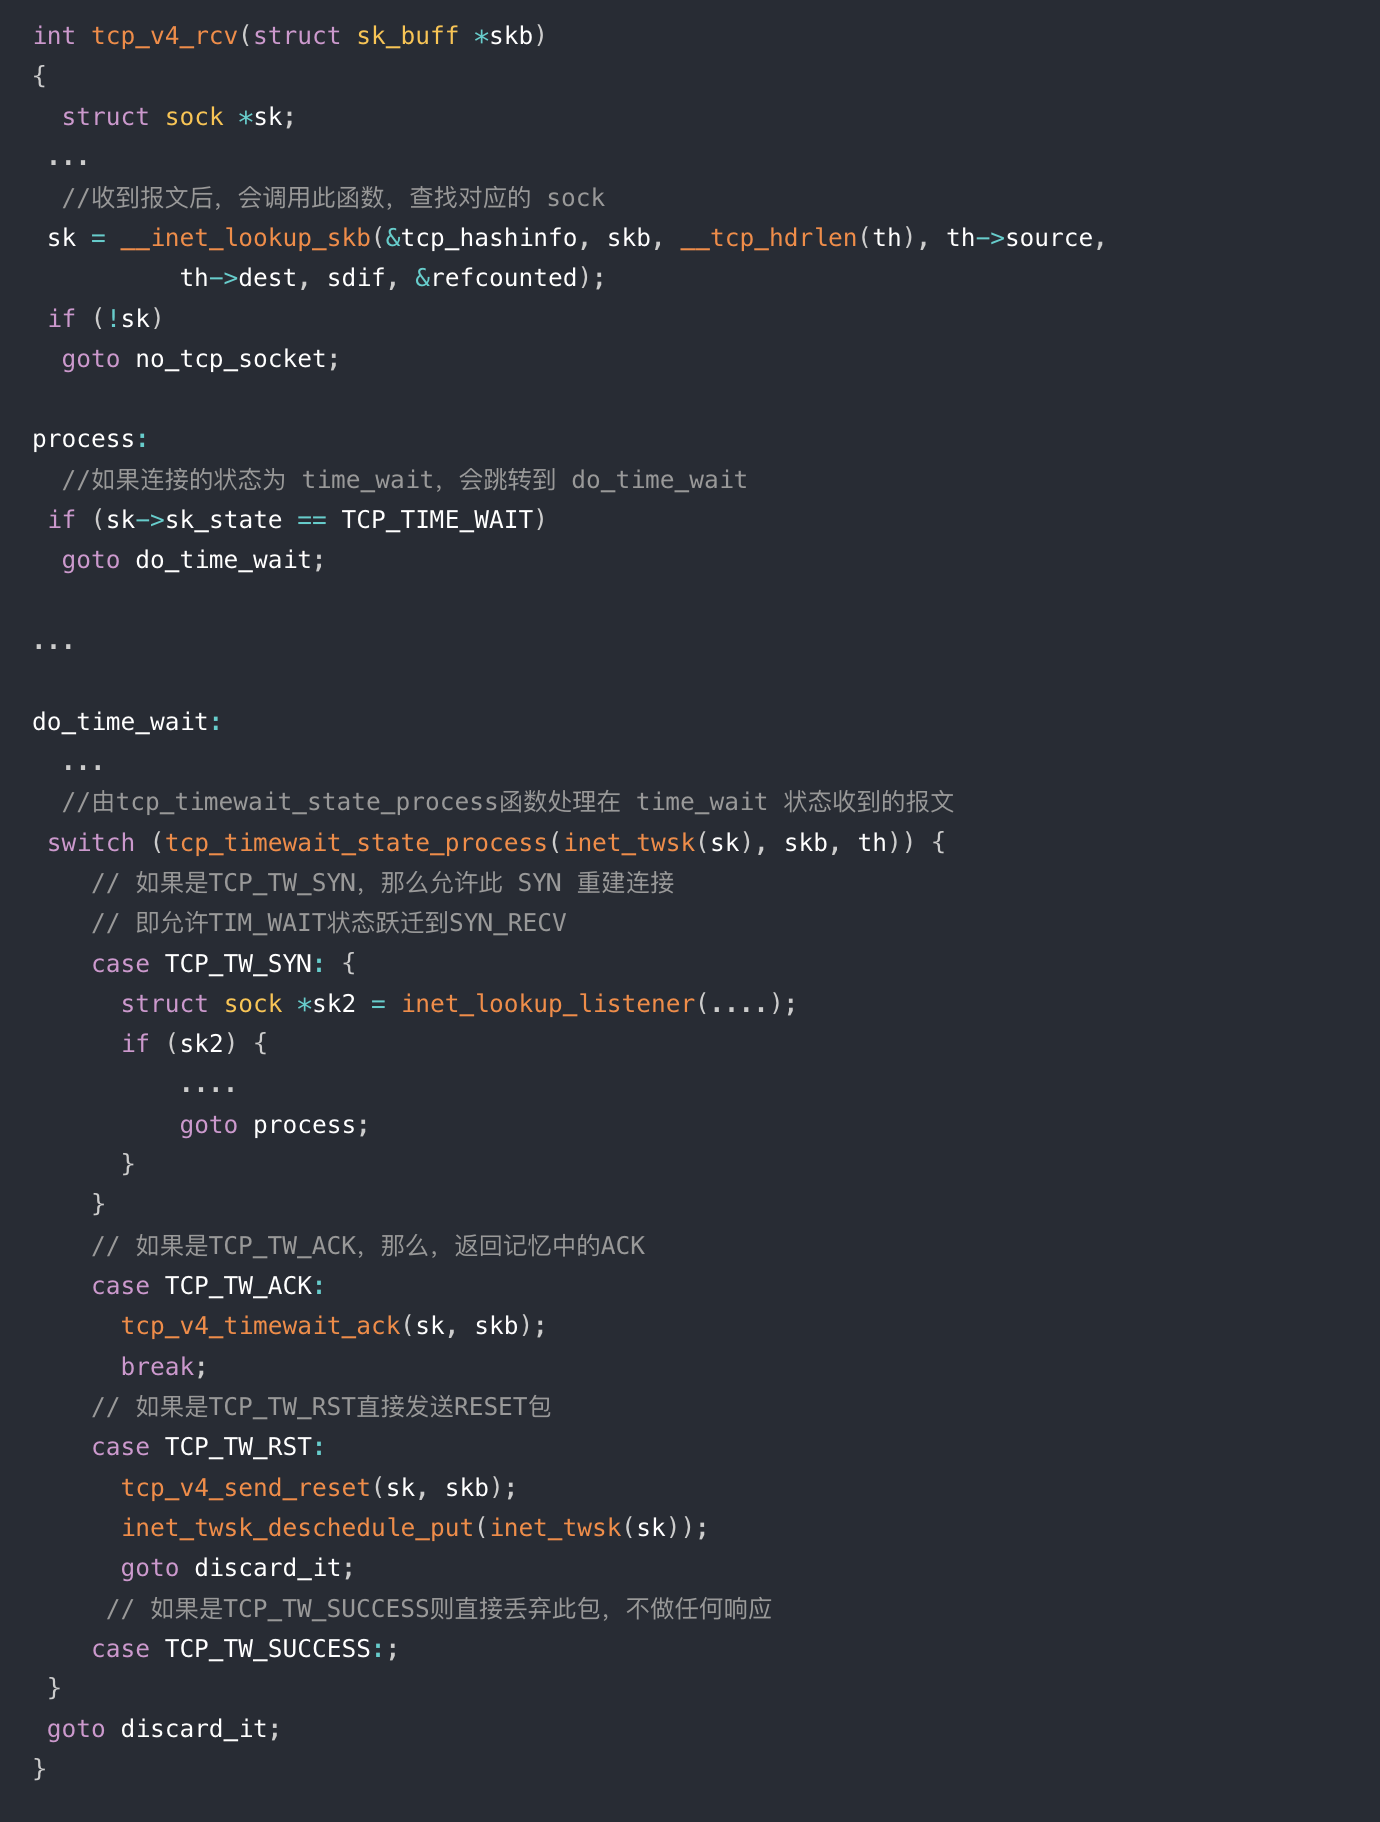 int tcp_v4_rcv(struct sk_buff *skb)
{
  struct sock *sk;
 ...
  //收到报文后，会调用此函数，查找对应的 sock
 sk = __inet_lookup_skb(&tcp_hashinfo, skb, __tcp_hdrlen(th), th->source,
          th->dest, sdif, &refcounted);
 if (!sk)
  goto no_tcp_socket;

process:
  //如果连接的状态为 time_wait，会跳转到 do_time_wait
 if (sk->sk_state == TCP_TIME_WAIT)
  goto do_time_wait;

...

do_time_wait:
  ...
  //由tcp_timewait_state_process函数处理在 time_wait 状态收到的报文
 switch (tcp_timewait_state_process(inet_twsk(sk), skb, th)) {
    // 如果是TCP_TW_SYN，那么允许此 SYN 重建连接
    // 即允许TIM_WAIT状态跃迁到SYN_RECV
    case TCP_TW_SYN: {
      struct sock *sk2 = inet_lookup_listener(....);
      if (sk2) {
          ....
          goto process;
      }
    }
    // 如果是TCP_TW_ACK，那么，返回记忆中的ACK
    case TCP_TW_ACK:
      tcp_v4_timewait_ack(sk, skb);
      break;
    // 如果是TCP_TW_RST直接发送RESET包
    case TCP_TW_RST:
      tcp_v4_send_reset(sk, skb);
      inet_twsk_deschedule_put(inet_twsk(sk));
      goto discard_it;
     // 如果是TCP_TW_SUCCESS则直接丢弃此包，不做任何响应
    case TCP_TW_SUCCESS:;
 }
 goto discard_it;
}